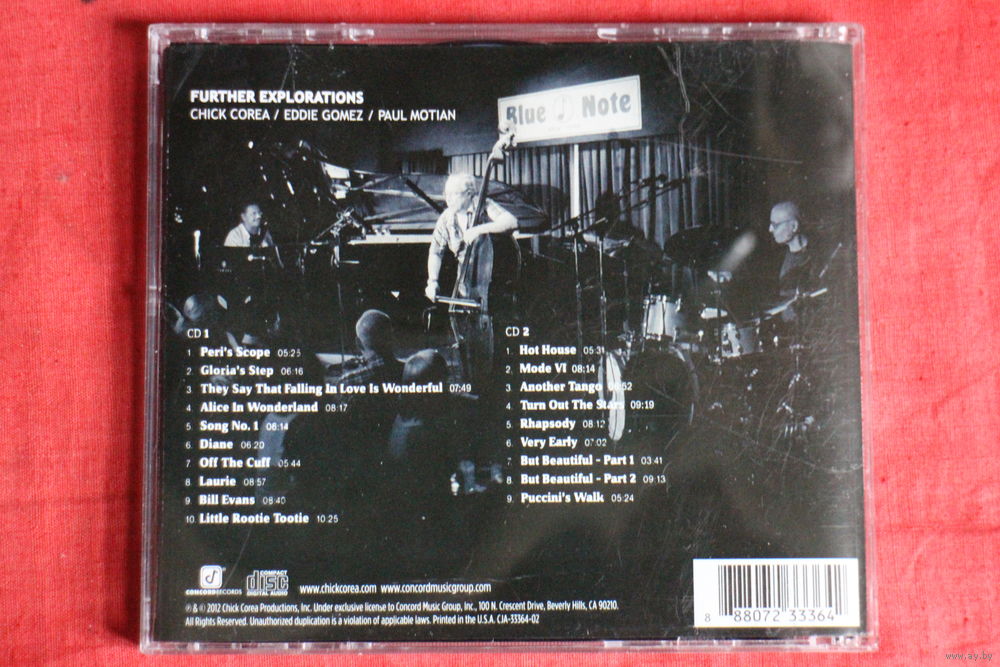 FURTHER EXPLORATIONS
CHICK COREA / EDDIE GOMEZ / PAUL MOTIAN
Blue Note
CD 1
1. Peri's Scope 05:25
2. Gloria's Step 06:16
3. They Say That Falling In Love Is Wonderful 07:49
4. Alice In Wonderland 08:17
5. Song No. 1 06:14
6. Diane 06:20
7. Off The Cuff 05:44
8. Laurie 08:57
9. Bill Evans 08:40
10. Little Rootie Tootie 10:25
CD 2
1. Hot House 05:31
2. Mode VI 08:14
3. Another Tango 06:52
4. Turn Out The Stars 09:19
5. Rhapsody 08:12
6. Very Early 07:02
7. But Beautiful - Part 1 03:41
8. But Beautiful - Part 2 09:13
9. Puccini's Walk 05:24
CONCORD RECORDS
COMPACT
disc
DIGITAL AUDIO
www.chickcorea.com www.concordmusicgroup.com
℗ & © 2012 Chick Corea Productions, Inc. Under exclusive license to Concord Music Group, Inc., 100 N. Crescent Drive, Beverly Hills, CA 90210.
All Rights Reserved. Unauthorized duplication is a violation of applicable laws. Printed in the U.S.A. CJA-33364-02
8 88072 33364
www.ay.by